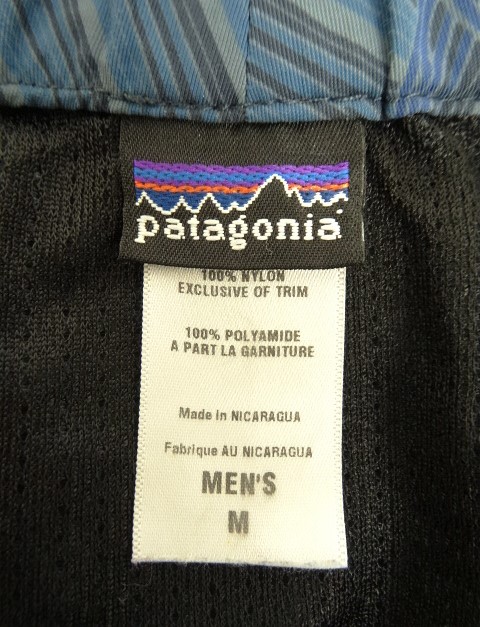 patagonia
100% NYLON
EXCLUSIVE OF TRIM
100% POLYAMIDE
A PART LA GARNITURE
Made in NICARAGUA
Fabrique AU NICARAGUA
MEN'S
M